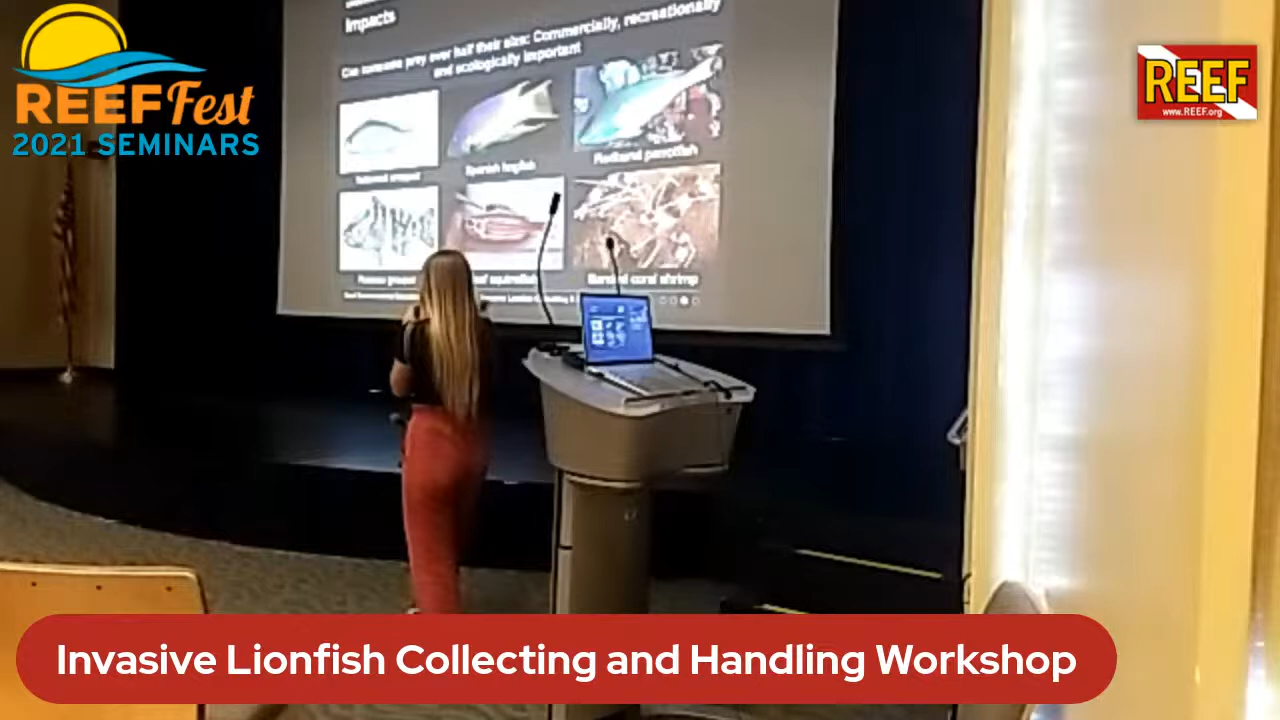 REEF Fest
2021 SEMINARS
REEF
www.REEF.org
Impacts
Can consume prey over half their size: Commercially, recreationally
and ecologically important
Spanish hogfish
Redband parrotfish
Banded coral shrimp
Invasive Lionfish Collecting and Handling Workshop